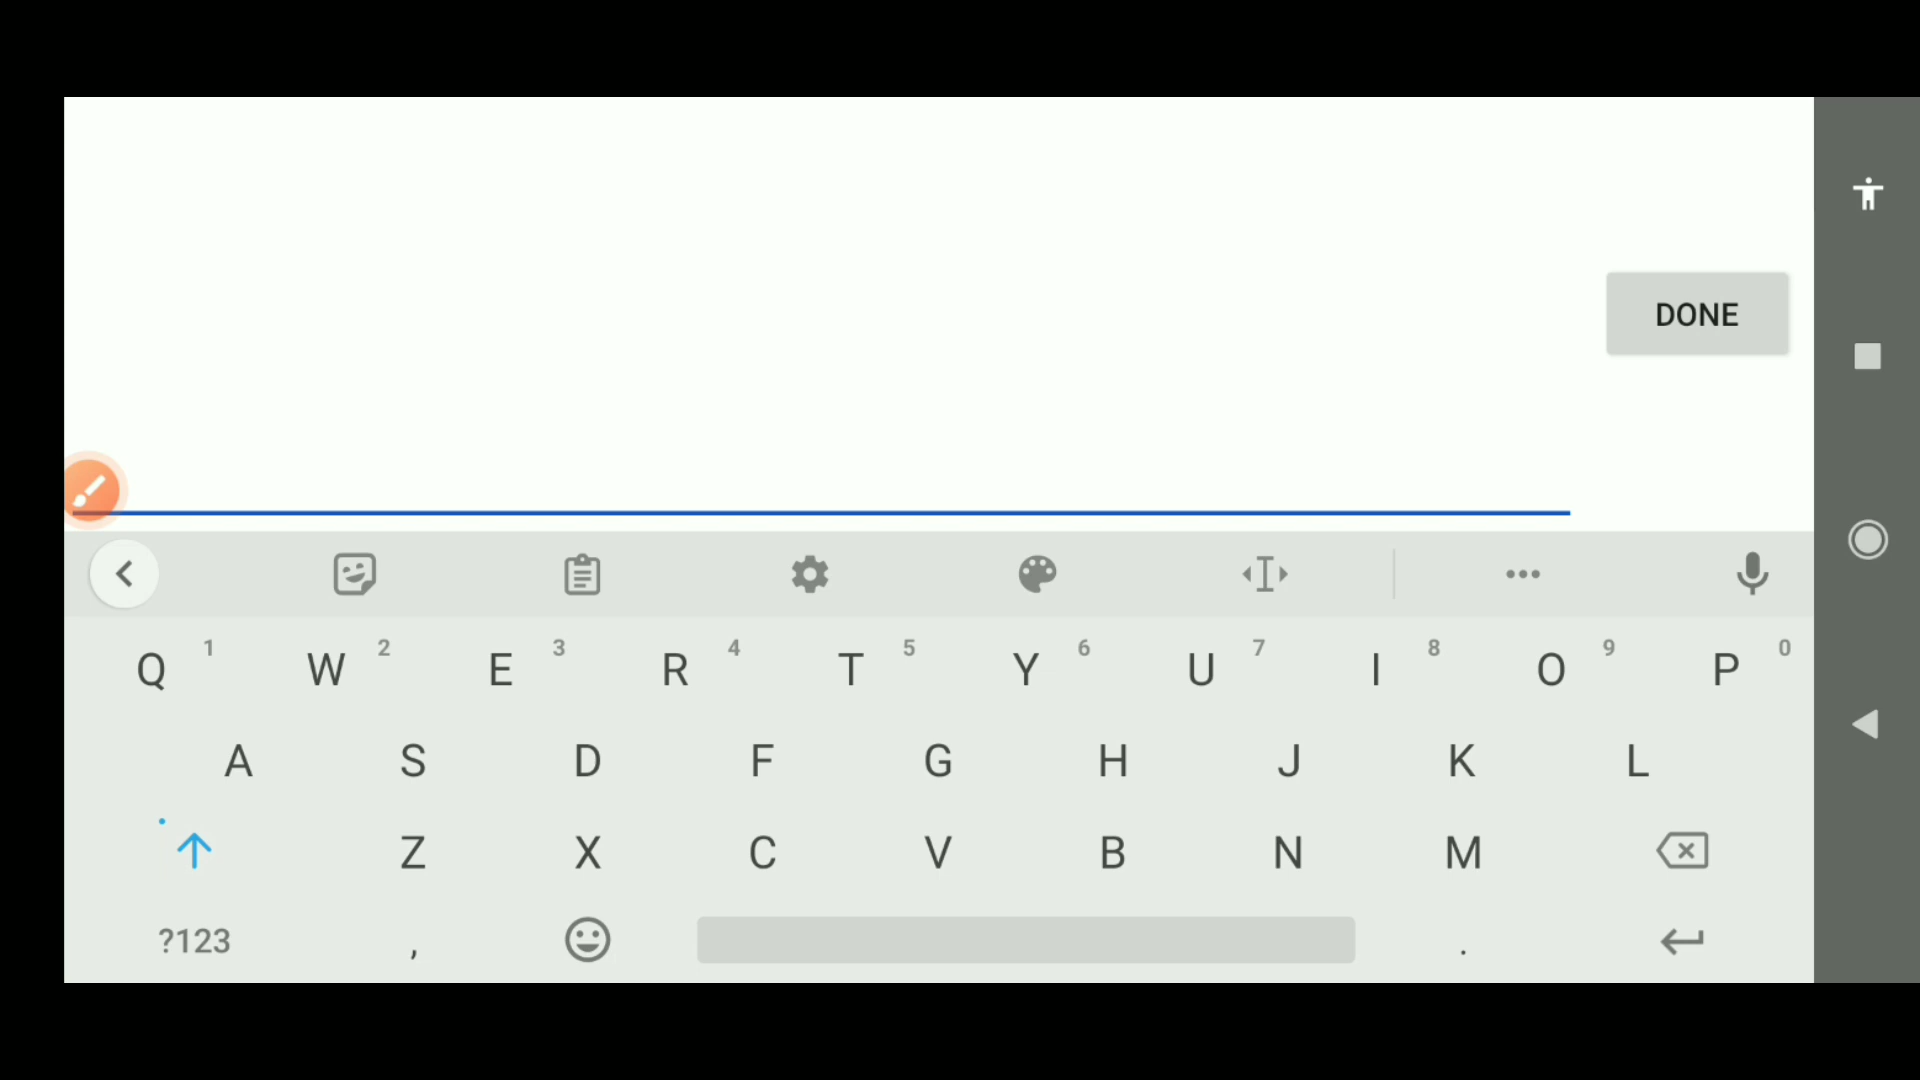 DONE
Q 1 W 2 E 3 R 4 T 5 Y 6 U 7 I 8 O 9 P 0
A S D F G H J K L
Z X C V B N M
?123 , .